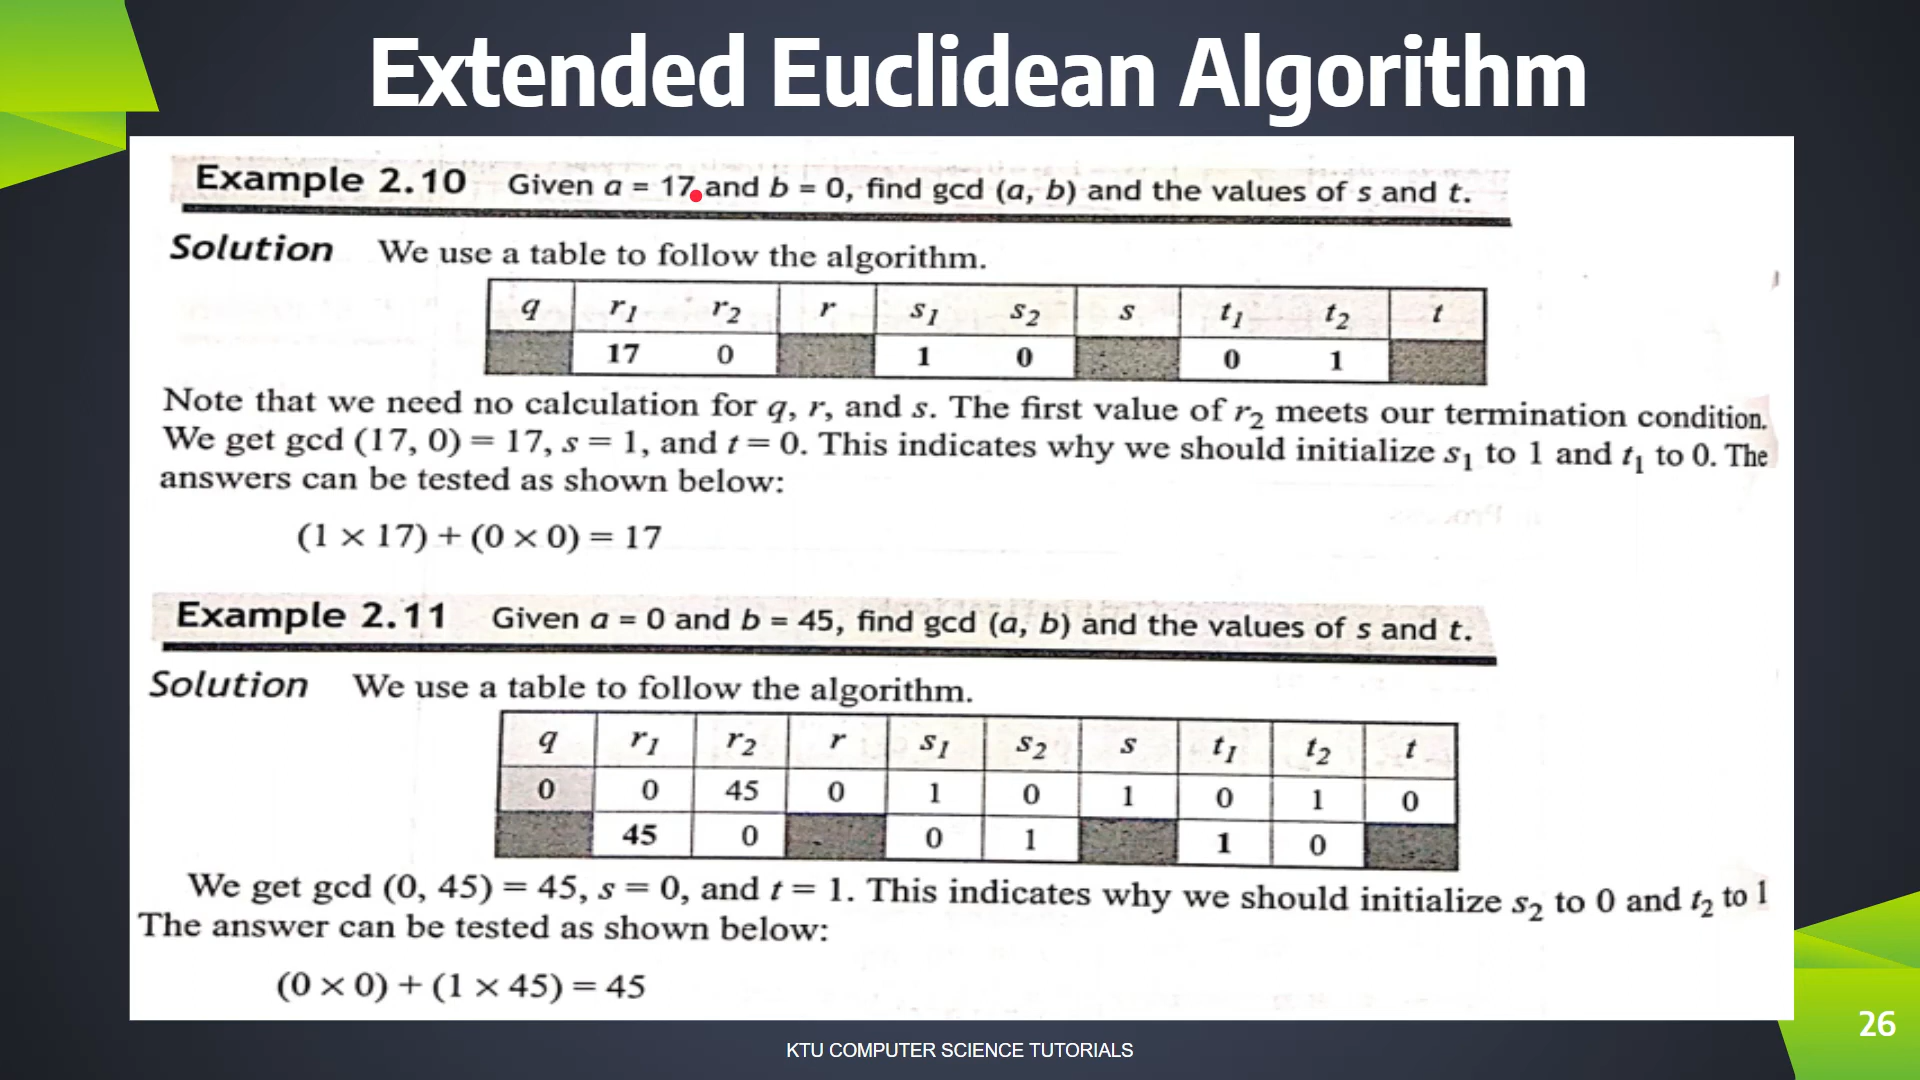 Extended Euclidean Algorithm
Example 2.10 Given a = 17 and b = 0, find gcd (a, b) and the values of s and t.
Solution We use a table to follow the algorithm.
q r₁ r₂ r s₁ s₂ s t₁ t₂ t
17 0 1 0 0 1
Note that we need no calculation for q, r, and s. The first value of r₂ meets our termination condition.
We get gcd (17, 0) = 17, s = 1, and t = 0. This indicates why we should initialize s₁ to 1 and t₁ to 0. The
answers can be tested as shown below:
(1 × 17) + (0 × 0) = 17
Example 2.11 Given a = 0 and b = 45, find gcd (a, b) and the values of s and t.
Solution We use a table to follow the algorithm.
q r₁ r₂ r s₁ s₂ s t₁ t₂ t
0 0 45 0 1 0 1 0 1 0
45 0 0 1 1 0
We get gcd (0, 45) = 45, s = 0, and t = 1. This indicates why we should initialize s₂ to 0 and t₂ to 1
The answer can be tested as shown below:
(0 × 0) + (1 × 45) = 45
26
KTU COMPUTER SCIENCE TUTORIALS